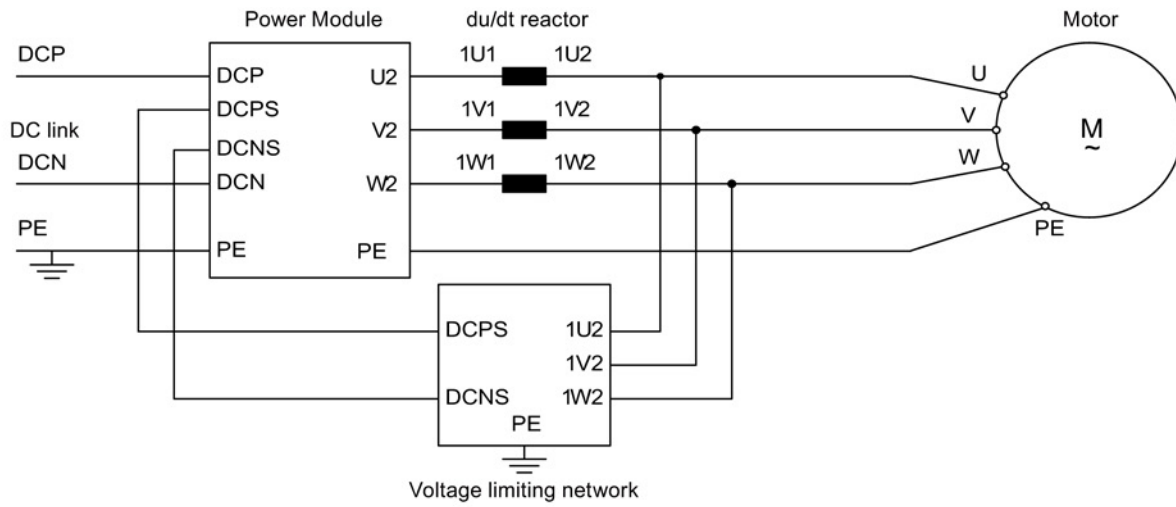 Power Module
du/dt reactor
Motor
DCP
1U1
1U2
DCP
U2
U
DCPS
1V1
1V2
V
DC link
V2
M
~
DCNS
DCN
1W1
1W2
W
DCN
W2
PE
PE
PE
PE
DCPS
1U2
1V2
DCNS
1W2
PE
Voltage limiting network